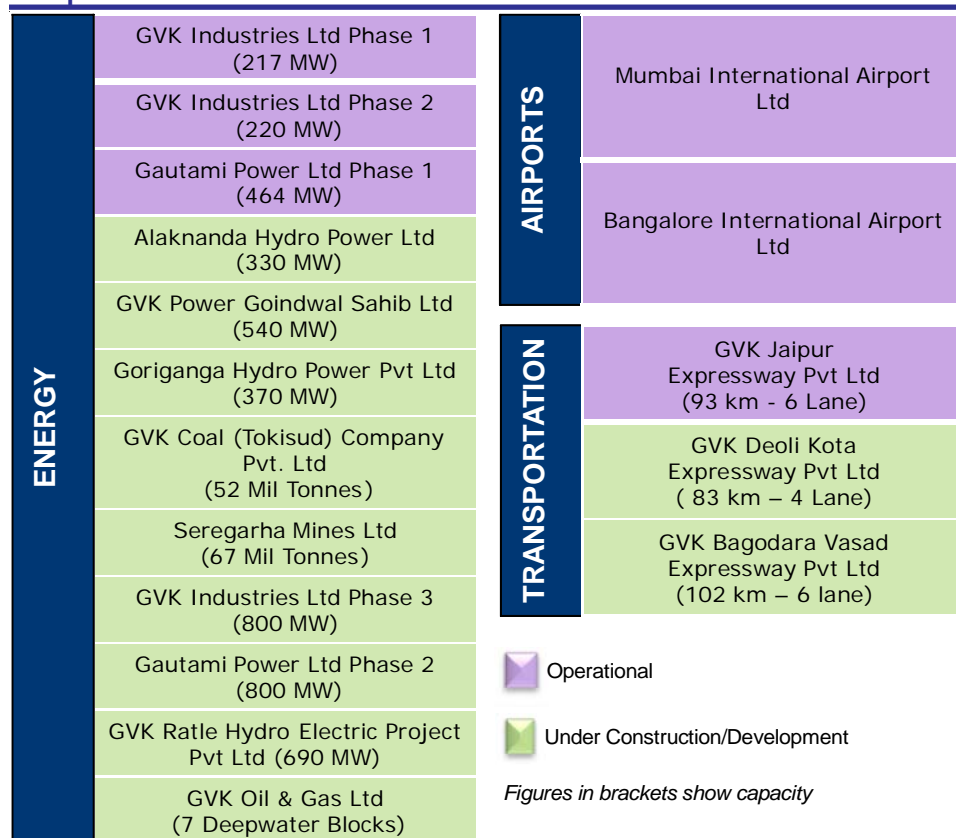 ENERGY
GVK Industries Ltd Phase 1
(217 MW)
GVK Industries Ltd Phase 2
(220 MW)
Gautami Power Ltd Phase 1
(464 MW)
Alaknanda Hydro Power Ltd
(330 MW)
GVK Power Goindwal Sahib Ltd
(540 MW)
Goriganga Hydro Power Pvt Ltd
(370 MW)
GVK Coal (Tokisud) Company
Pvt. Ltd
(52 Mil Tonnes)
Seregarha Mines Ltd
(67 Mil Tonnes)
GVK Industries Ltd Phase 3
(800 MW)
Gautami Power Ltd Phase 2
(800 MW)
GVK Ratle Hydro Electric Project
Pvt Ltd (690 MW)
GVK Oil & Gas Ltd
(7 Deepwater Blocks)
AIRPORTS
Mumbai International Airport
Ltd
Bangalore International Airport
Ltd
TRANSPORTATION
GVK Jaipur
Expressway Pvt Ltd
(93 km - 6 Lane)
GVK Deoli Kota
Expressway Pvt Ltd
( 83 km – 4 Lane)
GVK Bagodara Vasad
Expressway Pvt Ltd
(102 km – 6 lane)
Operational
Under Construction/Development
Figures in brackets show capacity